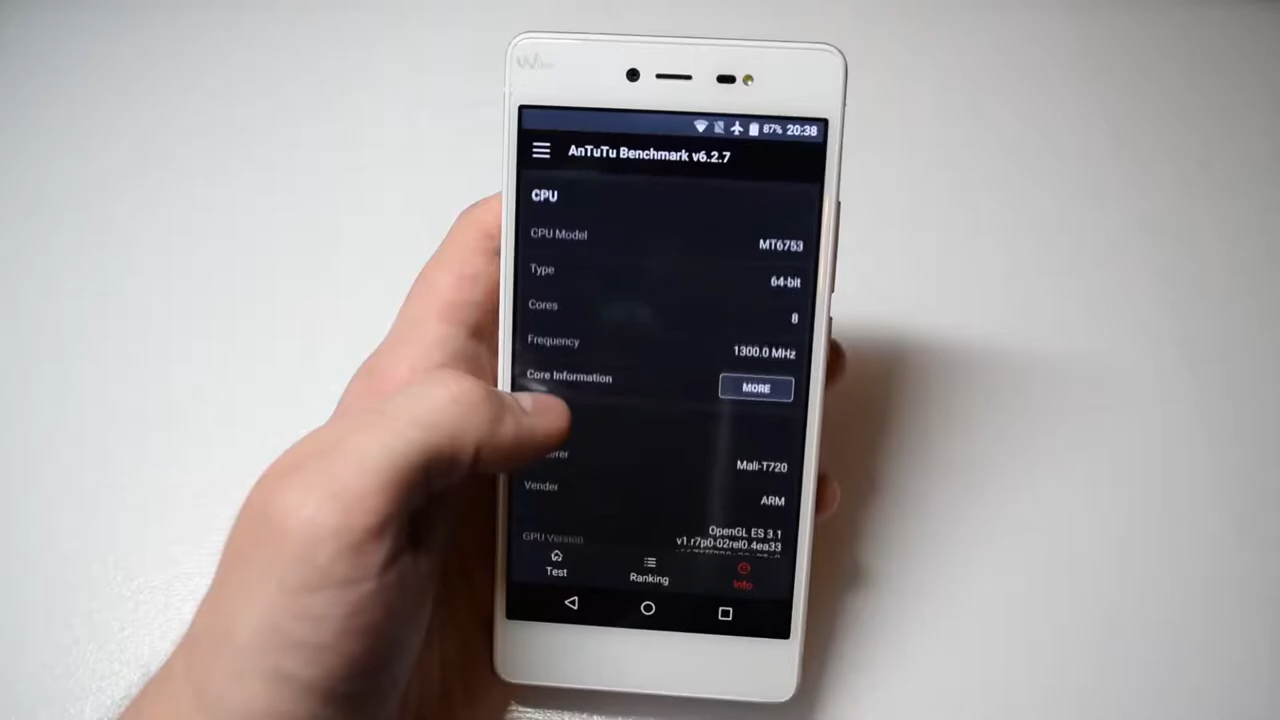 87% 20:38
AnTuTu Benchmark v6.2.7
CPU
CPU Model MT6753
Type 64-bit
Cores 8
Frequency 1300.0 MHz
Core Information MORE
Mali-T720
Vender ARM
GPU Version OpenGL ES 3.1
v1.r7p0-02rel0.4ea33
Test Ranking Info